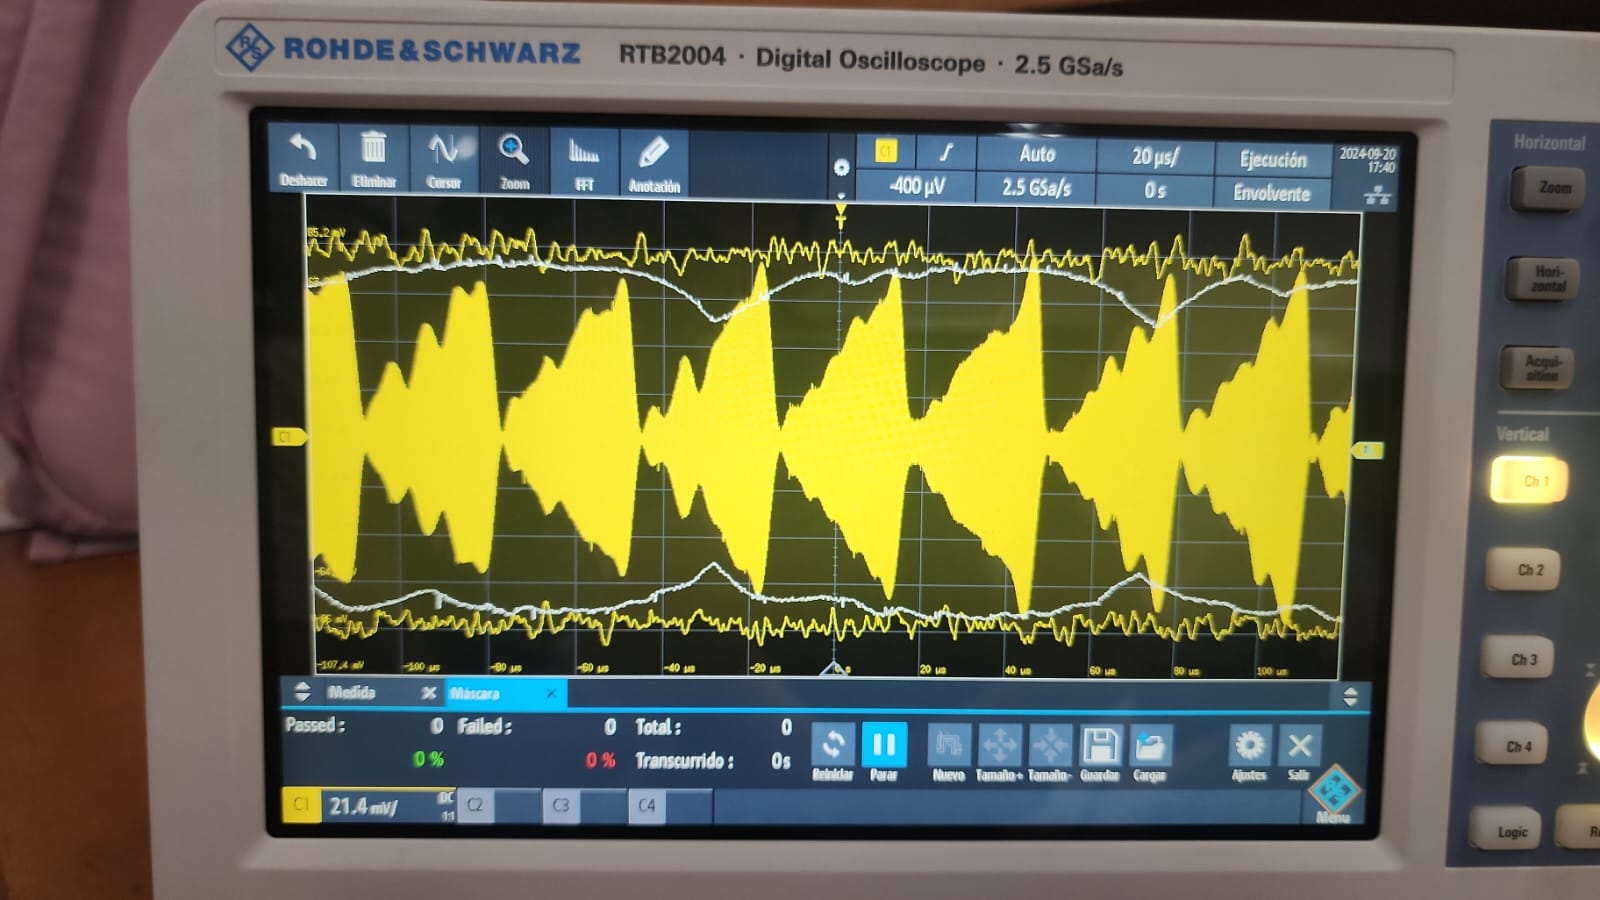 ROHDE&SCHWARZ RTB2004 · Digital Oscilloscope · 2.5 GSa/s
Deshacer Eliminar Cursor Zoom FFT Anotación
C1 Auto 20 µs/ Ejecución 2024-09-20
17:40
-400 µV 2.5 GSa/s 0 s Envolvente
85.2 mV
C1
-107.4 mV -100 µs -80 µs -60 µs -40 µs -20 µs 0 s 20 µs 40 µs 60 µs 80 µs 100 µs
Medida Máscara
Passed: 0 Failed: 0 Total: 0
0 % 0 % Transcurrido: 0s
Reiniciar Parar Nuevo Tamaño+ Tamaño- Guardar Cargar Ajustes Salir
C1 21.4 mV/ DC 1:1 C2 C3 C4 Menu
Horizontal
Zoom
Hori-
zontal
Acqui-
sition
Vertical
Ch 1
Ch 2
Ch 3
Ch 4
Logic